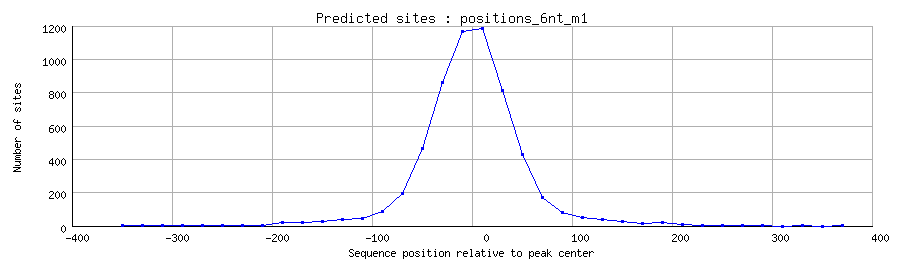 Predicted sites : positions_6nt_m1
1200
1000
800
600
400
200
0
Number of sites
-400 -300 -200 -100 0 100 200 300 400
Sequence position relative to peak center